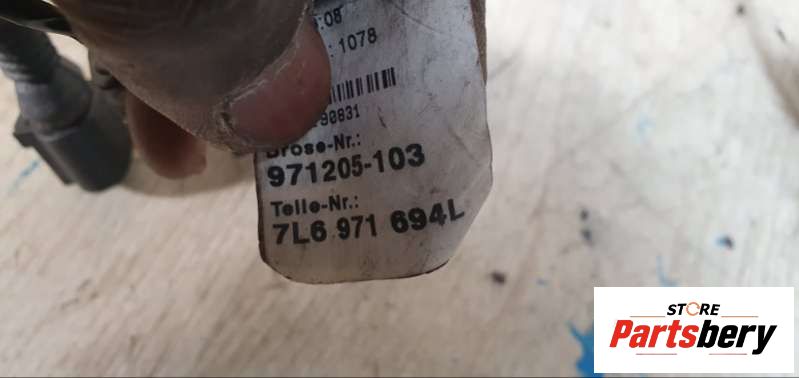 :08
: 1078
90831
Brose-Nr.:
971205-103
Teile-Nr.:
7L6 971 694L
STORE
Partsbery